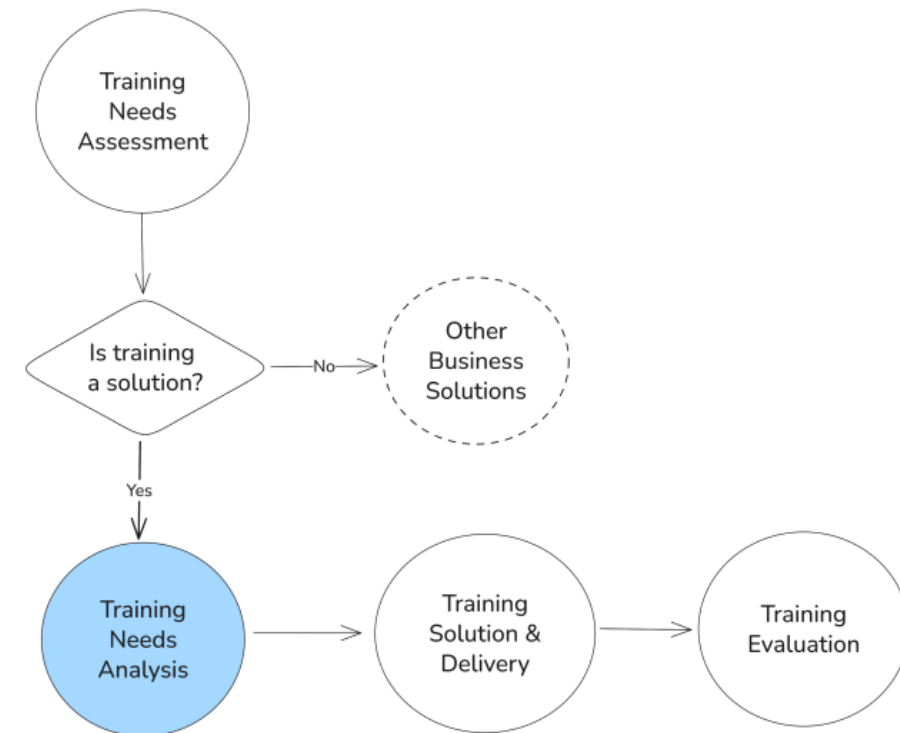 Training
Needs
Assessment
Is training
a solution?
No
Other
Business
Solutions
Yes
Training
Needs
Analysis
Training
Solution &
Delivery
Training
Evaluation